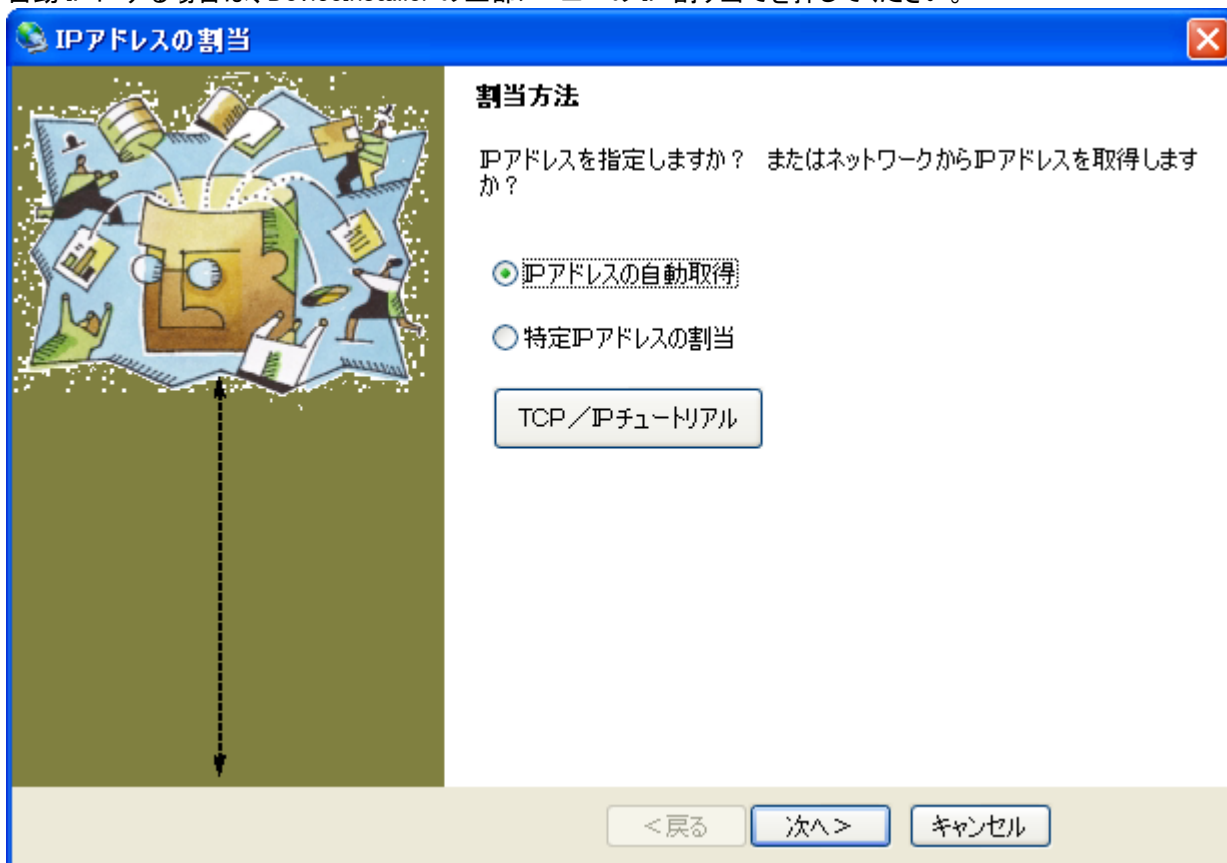 DeviceInstaller
IPアドレスの割当
割当方法
IPアドレスを指定しますか？ またはネットワークからIPアドレスを取得します
か？
IPアドレスの自動取得
特定IPアドレスの割当
TCP／IPチュートリアル
＜戻る
次へ＞
キャンセル